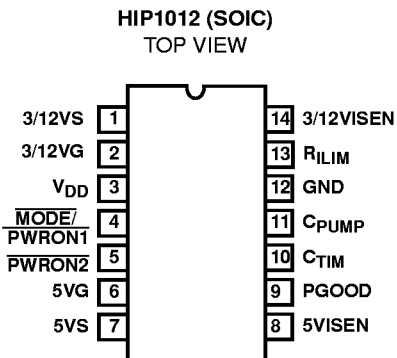 HIP1012 (SOIC)
TOP VIEW
3/12VS 1
3/12VG 2
VDD 3
MODE/
PWRON1 4
PWRON2 5
5VG 6
5VS 7
14 3/12VISEN
13 RILIM
12 GND
11 CPUMP
10 CTIM
9 PGOOD
8 5VISEN